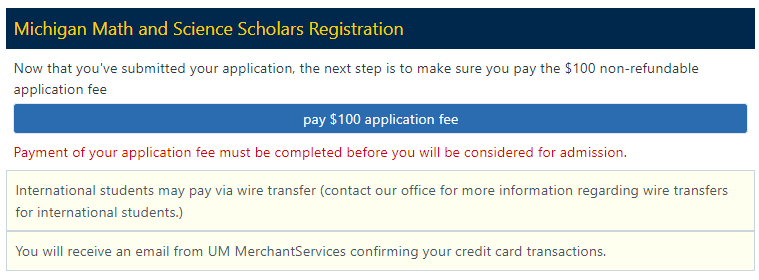 Michigan Math and Science Scholars Registration
Now that you've submitted your application, the next step is to make sure you pay the $100 non-refundable
application fee
pay $100 application fee
Payment of your application fee must be completed before you will be considered for admission.
International students may pay via wire transfer (contact our office for more information regarding wire transfers
for international students.)
You will receive an email from UM MerchantServices confirming your credit card transactions.